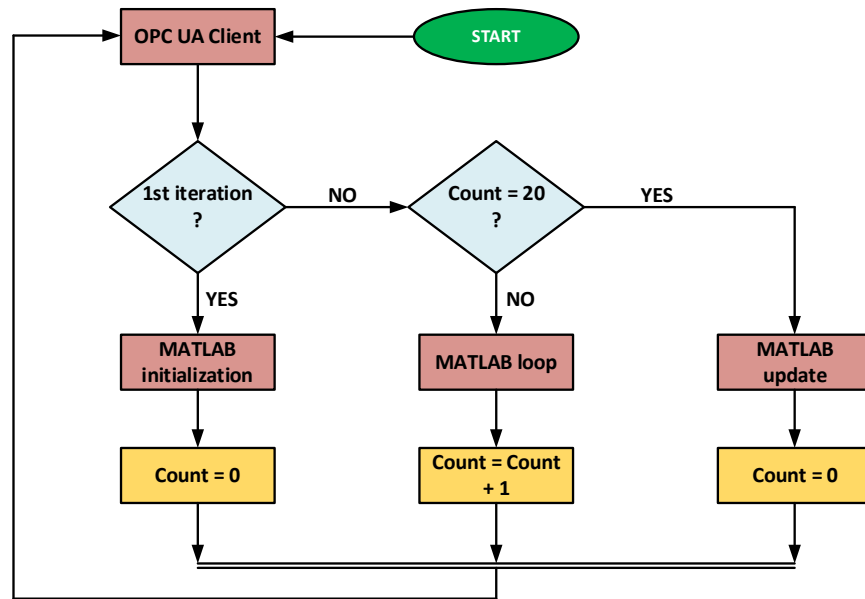 OPC UA Client
START
1st iteration
?
NO
Count = 20
?
YES
YES
NO
MATLAB
initialization
MATLAB loop
MATLAB
update
Count = 0
Count = Count
+ 1
Count = 0